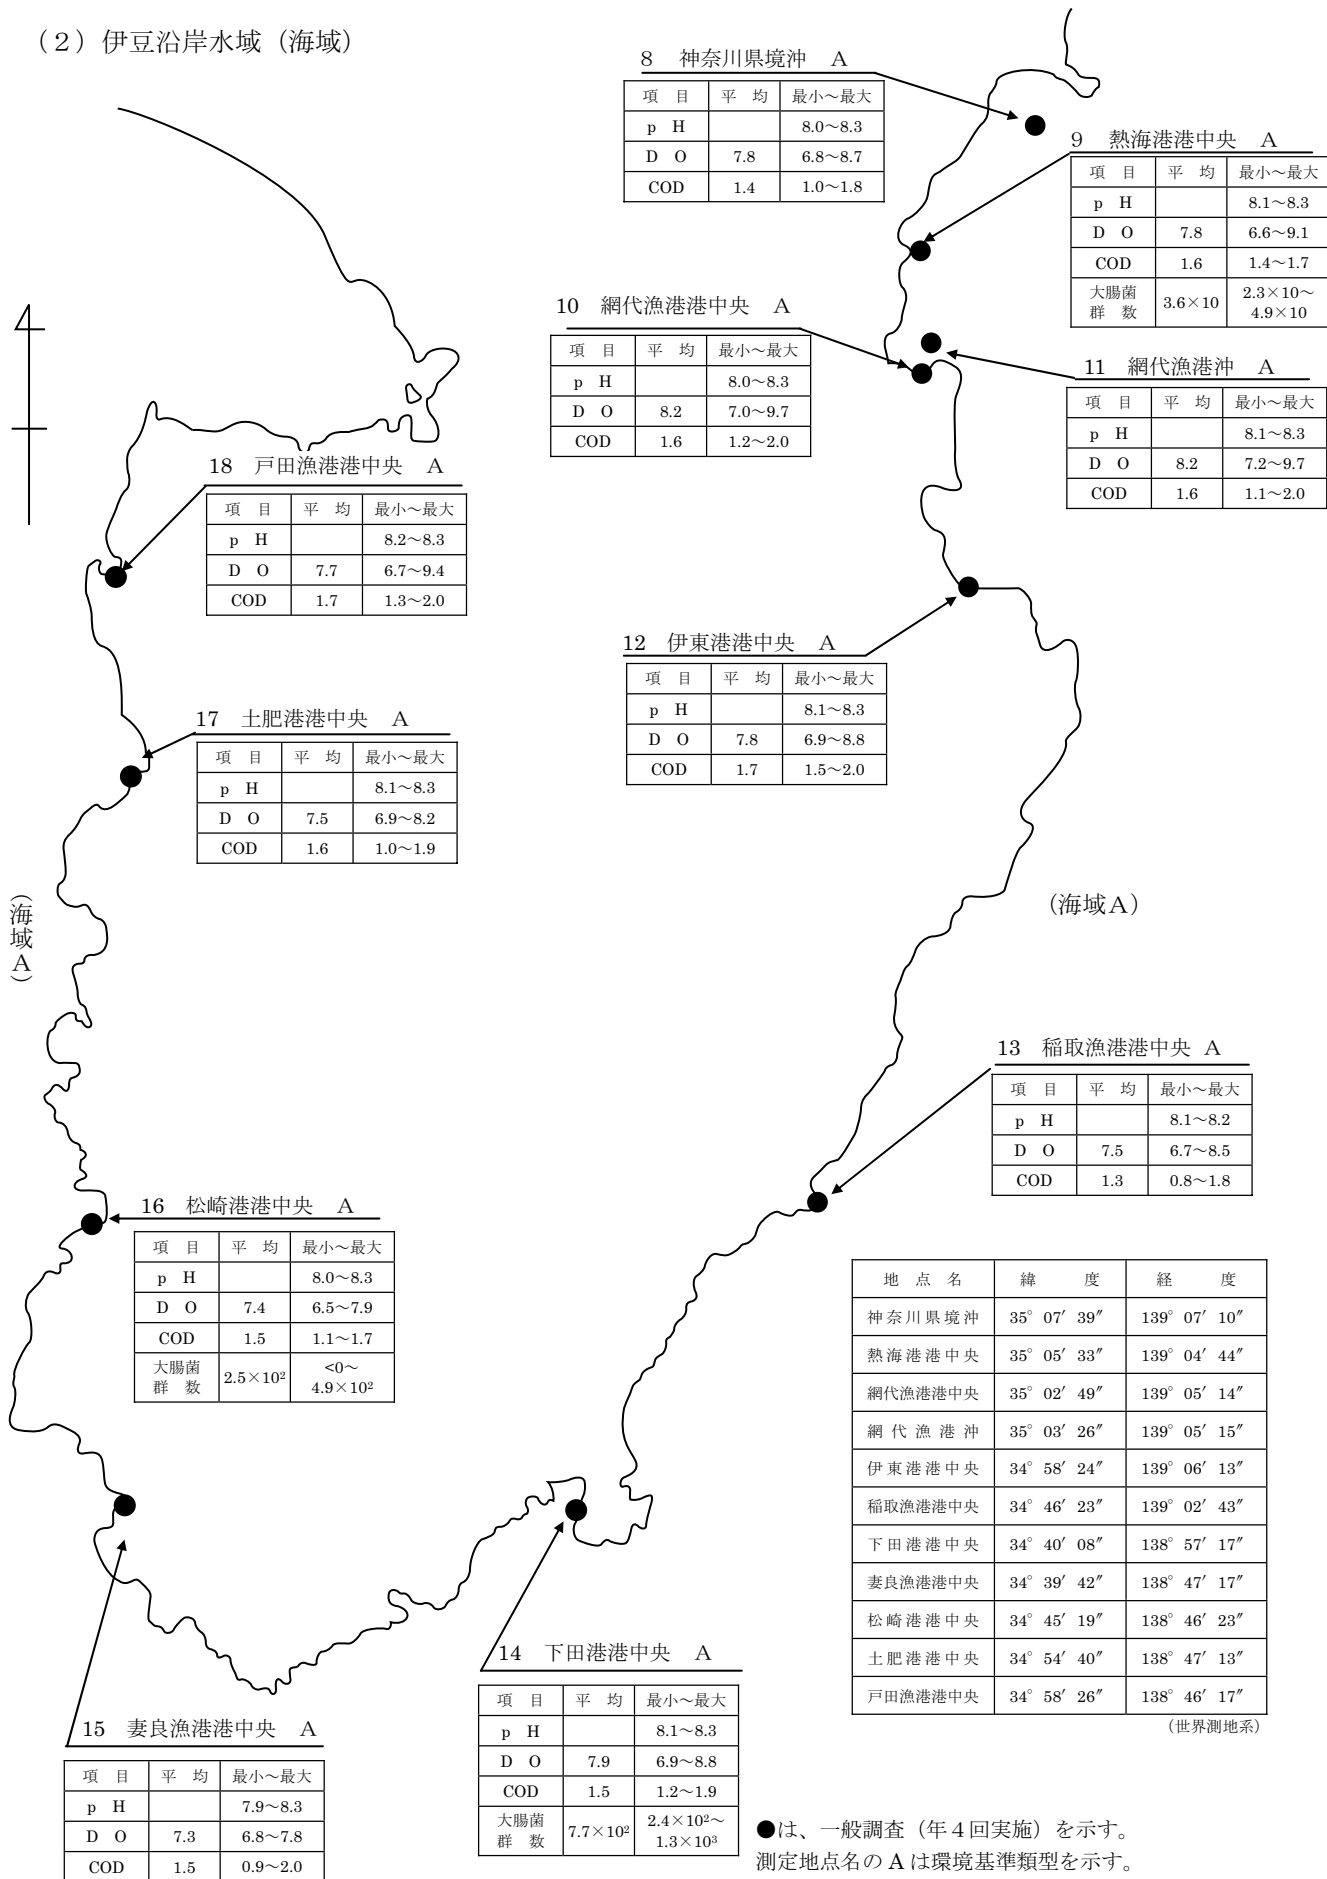 （２）伊豆沿岸水域（海域）
8　神奈川県境沖　A
項　目　平　均　最小～最大
p　H　8.0～8.3
D　O　7.8　6.8～8.7
COD　1.4　1.0～1.8
9　熱海港港中央　A
項　目　平　均　最小～最大
p　H　8.1～8.3
D　O　7.8　6.6～9.1
COD　1.6　1.4～1.7
大腸菌
群　数　3.6×10　2.3×10～
4.9×10
10　網代漁港港中央　A
項　目　平　均　最小～最大
p　H　8.0～8.3
D　O　8.2　7.0～9.7
COD　1.6　1.2～2.0
11　網代漁港沖　A
項　目　平　均　最小～最大
p　H　8.1～8.3
D　O　8.2　7.2～9.7
COD　1.6　1.1～2.0
18　戸田漁港港中央　A
項　目　平　均　最小～最大
p　H　8.2～8.3
D　O　7.7　6.7～9.4
COD　1.7　1.3～2.0
12　伊東港港中央　A
項　目　平　均　最小～最大
p　H　8.1～8.3
D　O　7.8　6.9～8.8
COD　1.7　1.5～2.0
17　土肥港港中央　A
項　目　平　均　最小～最大
p　H　8.1～8.3
D　O　7.5　6.9～8.2
COD　1.6　1.0～1.9
（海域A）
（海域A）
13　稲取漁港港中央　A
項　目　平　均　最小～最大
p　H　8.1～8.2
D　O　7.5　6.7～8.5
COD　1.3　0.8～1.8
16　松崎港港中央　A
項　目　平　均　最小～最大
p　H　8.0～8.3
D　O　7.4　6.5～7.9
COD　1.5　1.1～1.7
大腸菌
群　数　2.5×10²　<0～
4.9×10²
地　点　名　緯　度　経　度
神奈川県境沖　35°07′39″　139°07′10″
熱海港港中央　35°05′33″　139°04′44″
網代漁港港中央　35°02′49″　139°05′14″
網代漁港沖　35°03′26″　139°05′15″
伊東港港中央　34°58′24″　139°06′13″
稲取漁港港中央　34°46′23″　139°02′43″
下田港港中央　34°40′08″　138°57′17″
妻良漁港港中央　34°39′42″　138°47′17″
松崎港港中央　34°45′19″　138°46′23″
土肥港港中央　34°54′40″　138°47′13″
戸田漁港港中央　34°58′26″　138°46′17″
（世界測地系）
14　下田港港中央　A
項　目　平　均　最小～最大
p　H　8.1～8.3
D　O　7.9　6.9～8.8
COD　1.5　1.2～1.9
大腸菌
群　数　7.7×10²　2.4×10²～
1.3×10³
15　妻良漁港港中央　A
項　目　平　均　最小～最大
p　H　7.9～8.3
D　O　7.3　6.8～7.8
COD　1.5　0.9～2.0
●は、一般調査（年４回実施）を示す。
測定地点名の A は環境基準類型を示す。